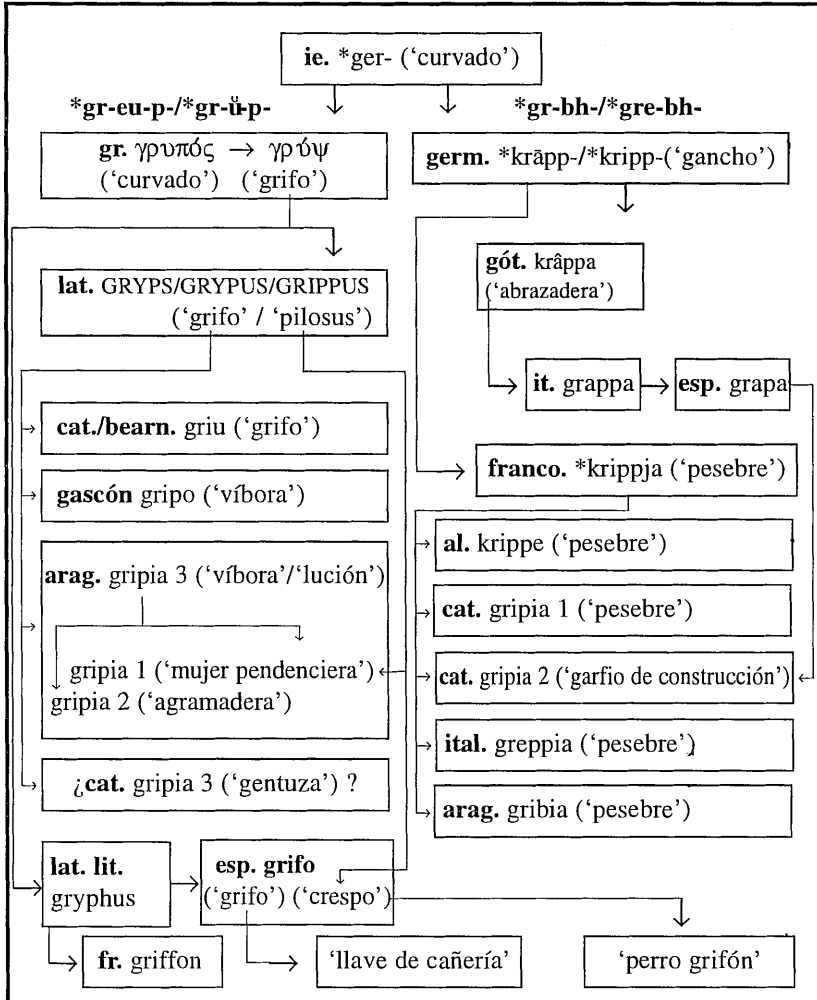 ie. *ger- (‘curvado’)
*gr-eu-p-/*gr-ŭ-p-
*gr-bh-/*gre-bh-
gr. γρυπός → γρύψ
(‘curvado’) (‘grifo’)
germ. *krāpp-/*kripp-(‘gancho’)
lat. GRYPS/GRYPUS/GRIPPUS
(‘grifo’ / ‘pilosus’)
gót. krâppa
(‘abrazadera’)
it. grappa
esp. grapa
cat./bearn. griu (‘grifo’)
franco. *krippja (‘pesebre’)
gascón gripo (‘víbora’)
al. krippe (‘pesebre’)
arag. gripia 3 (‘víbora’/‘lución’)
cat. gripia 1 (‘pesebre’)
gripia 1 (‘mujer pendenciera’)
gripia 2 (‘agramadera’)
cat. gripia 2 (‘garfio de construcción’)
ital. greppia (‘pesebre’)
¿cat. gripia 3 (‘gentuza’) ?
arag. gribia (‘pesebre’)
lat. lit.
gryphus
esp. grifo
(‘grifo’) (‘crespo’)
fr. griffon
‘llave de cañería’
‘perro grifón’